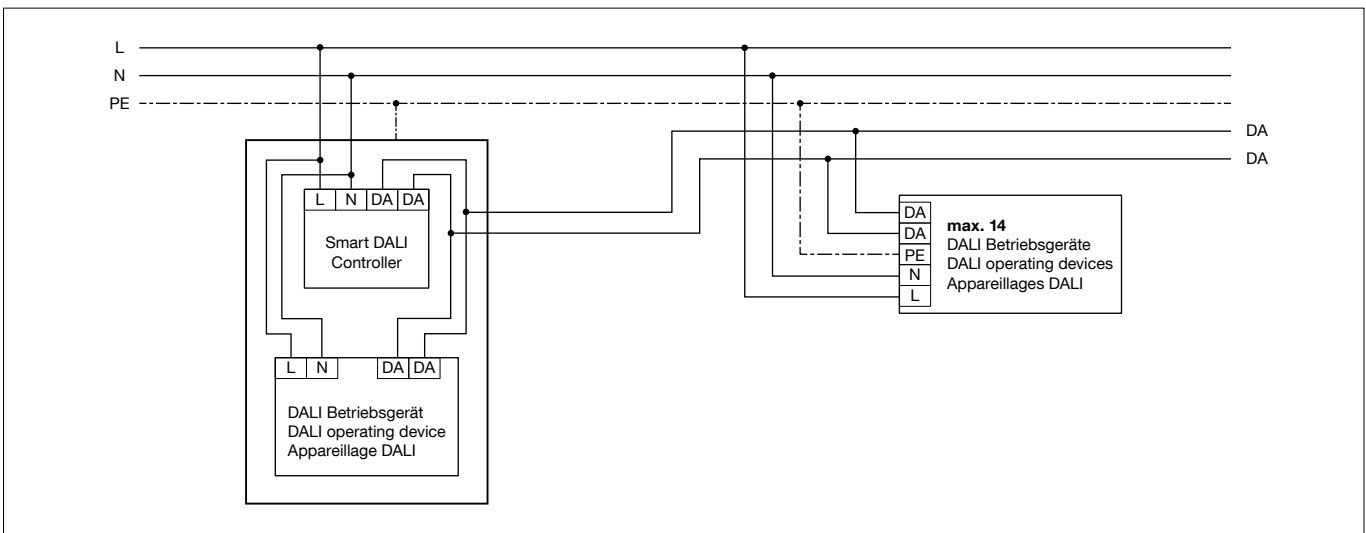 L
N
PE
DA
DA
L N DA DA
Smart DALI
Controller
DA
DA
PE
N
L
max. 14
DALI Betriebsgeräte
DALI operating devices
Appareillages DALI
L N DA DA
DALI Betriebsgerät
DALI operating device
Appareillage DALI